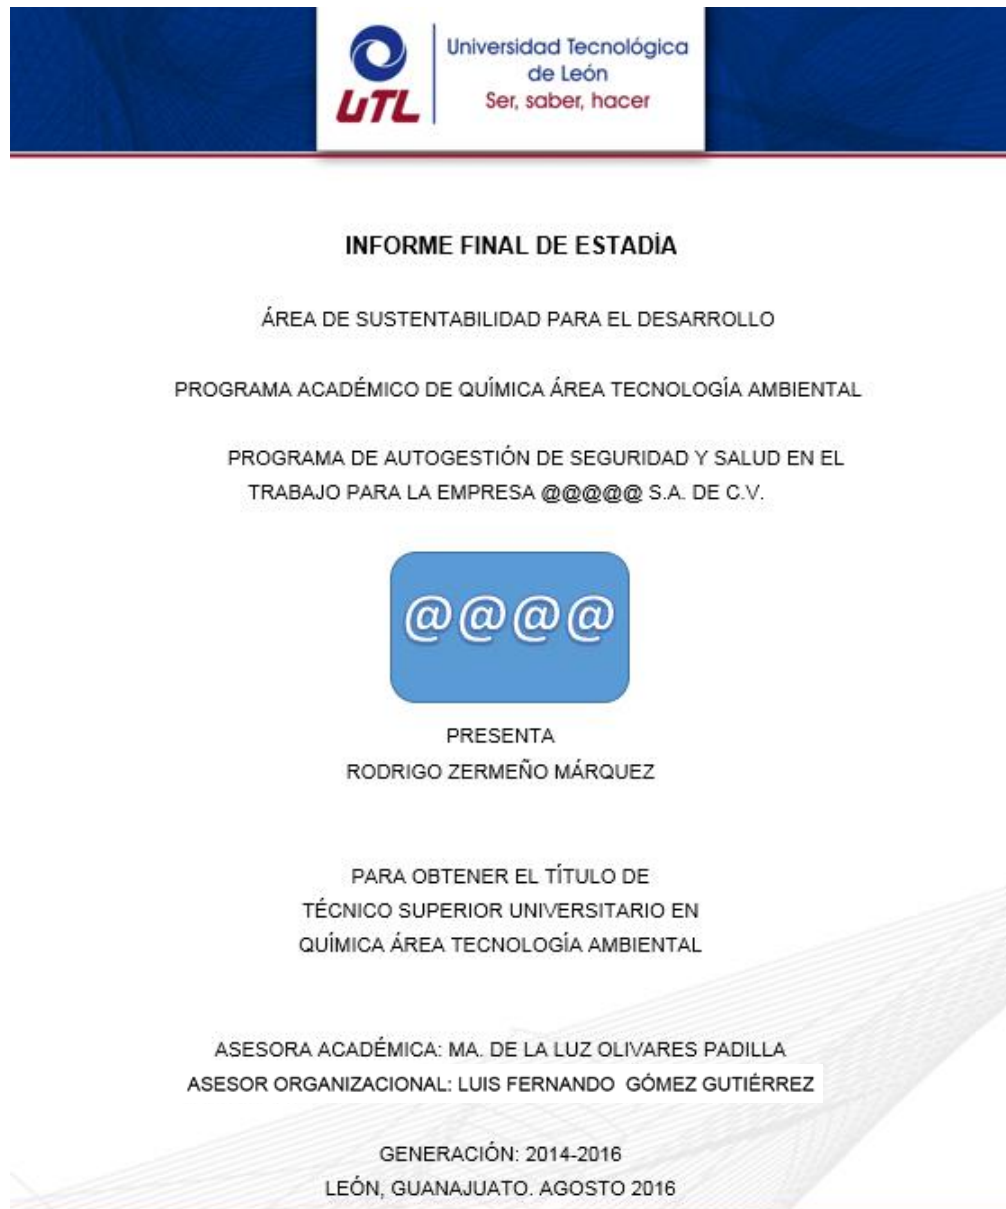 UTL
Universidad Tecnológica
de León
Ser, saber, hacer
INFORME FINAL DE ESTADÍA
ÁREA DE SUSTENTABILIDAD PARA EL DESARROLLO
PROGRAMA ACADÉMICO DE QUÍMICA ÁREA TECNOLOGÍA AMBIENTAL
PROGRAMA DE AUTOGESTIÓN DE SEGURIDAD Y SALUD EN EL
TRABAJO PARA LA EMPRESA @@@@@ S.A. DE C.V.
@@@@
PRESENTA
RODRIGO ZERMEÑO MÁRQUEZ
PARA OBTENER EL TÍTULO DE
TÉCNICO SUPERIOR UNIVERSITARIO EN
QUÍMICA ÁREA TECNOLOGÍA AMBIENTAL
ASESORA ACADÉMICA: MA. DE LA LUZ OLIVARES PADILLA
ASESOR ORGANIZACIONAL: LUIS FERNANDO GÓMEZ GUTIÉRREZ
GENERACIÓN: 2014-2016
LEÓN, GUANAJUATO. AGOSTO 2016